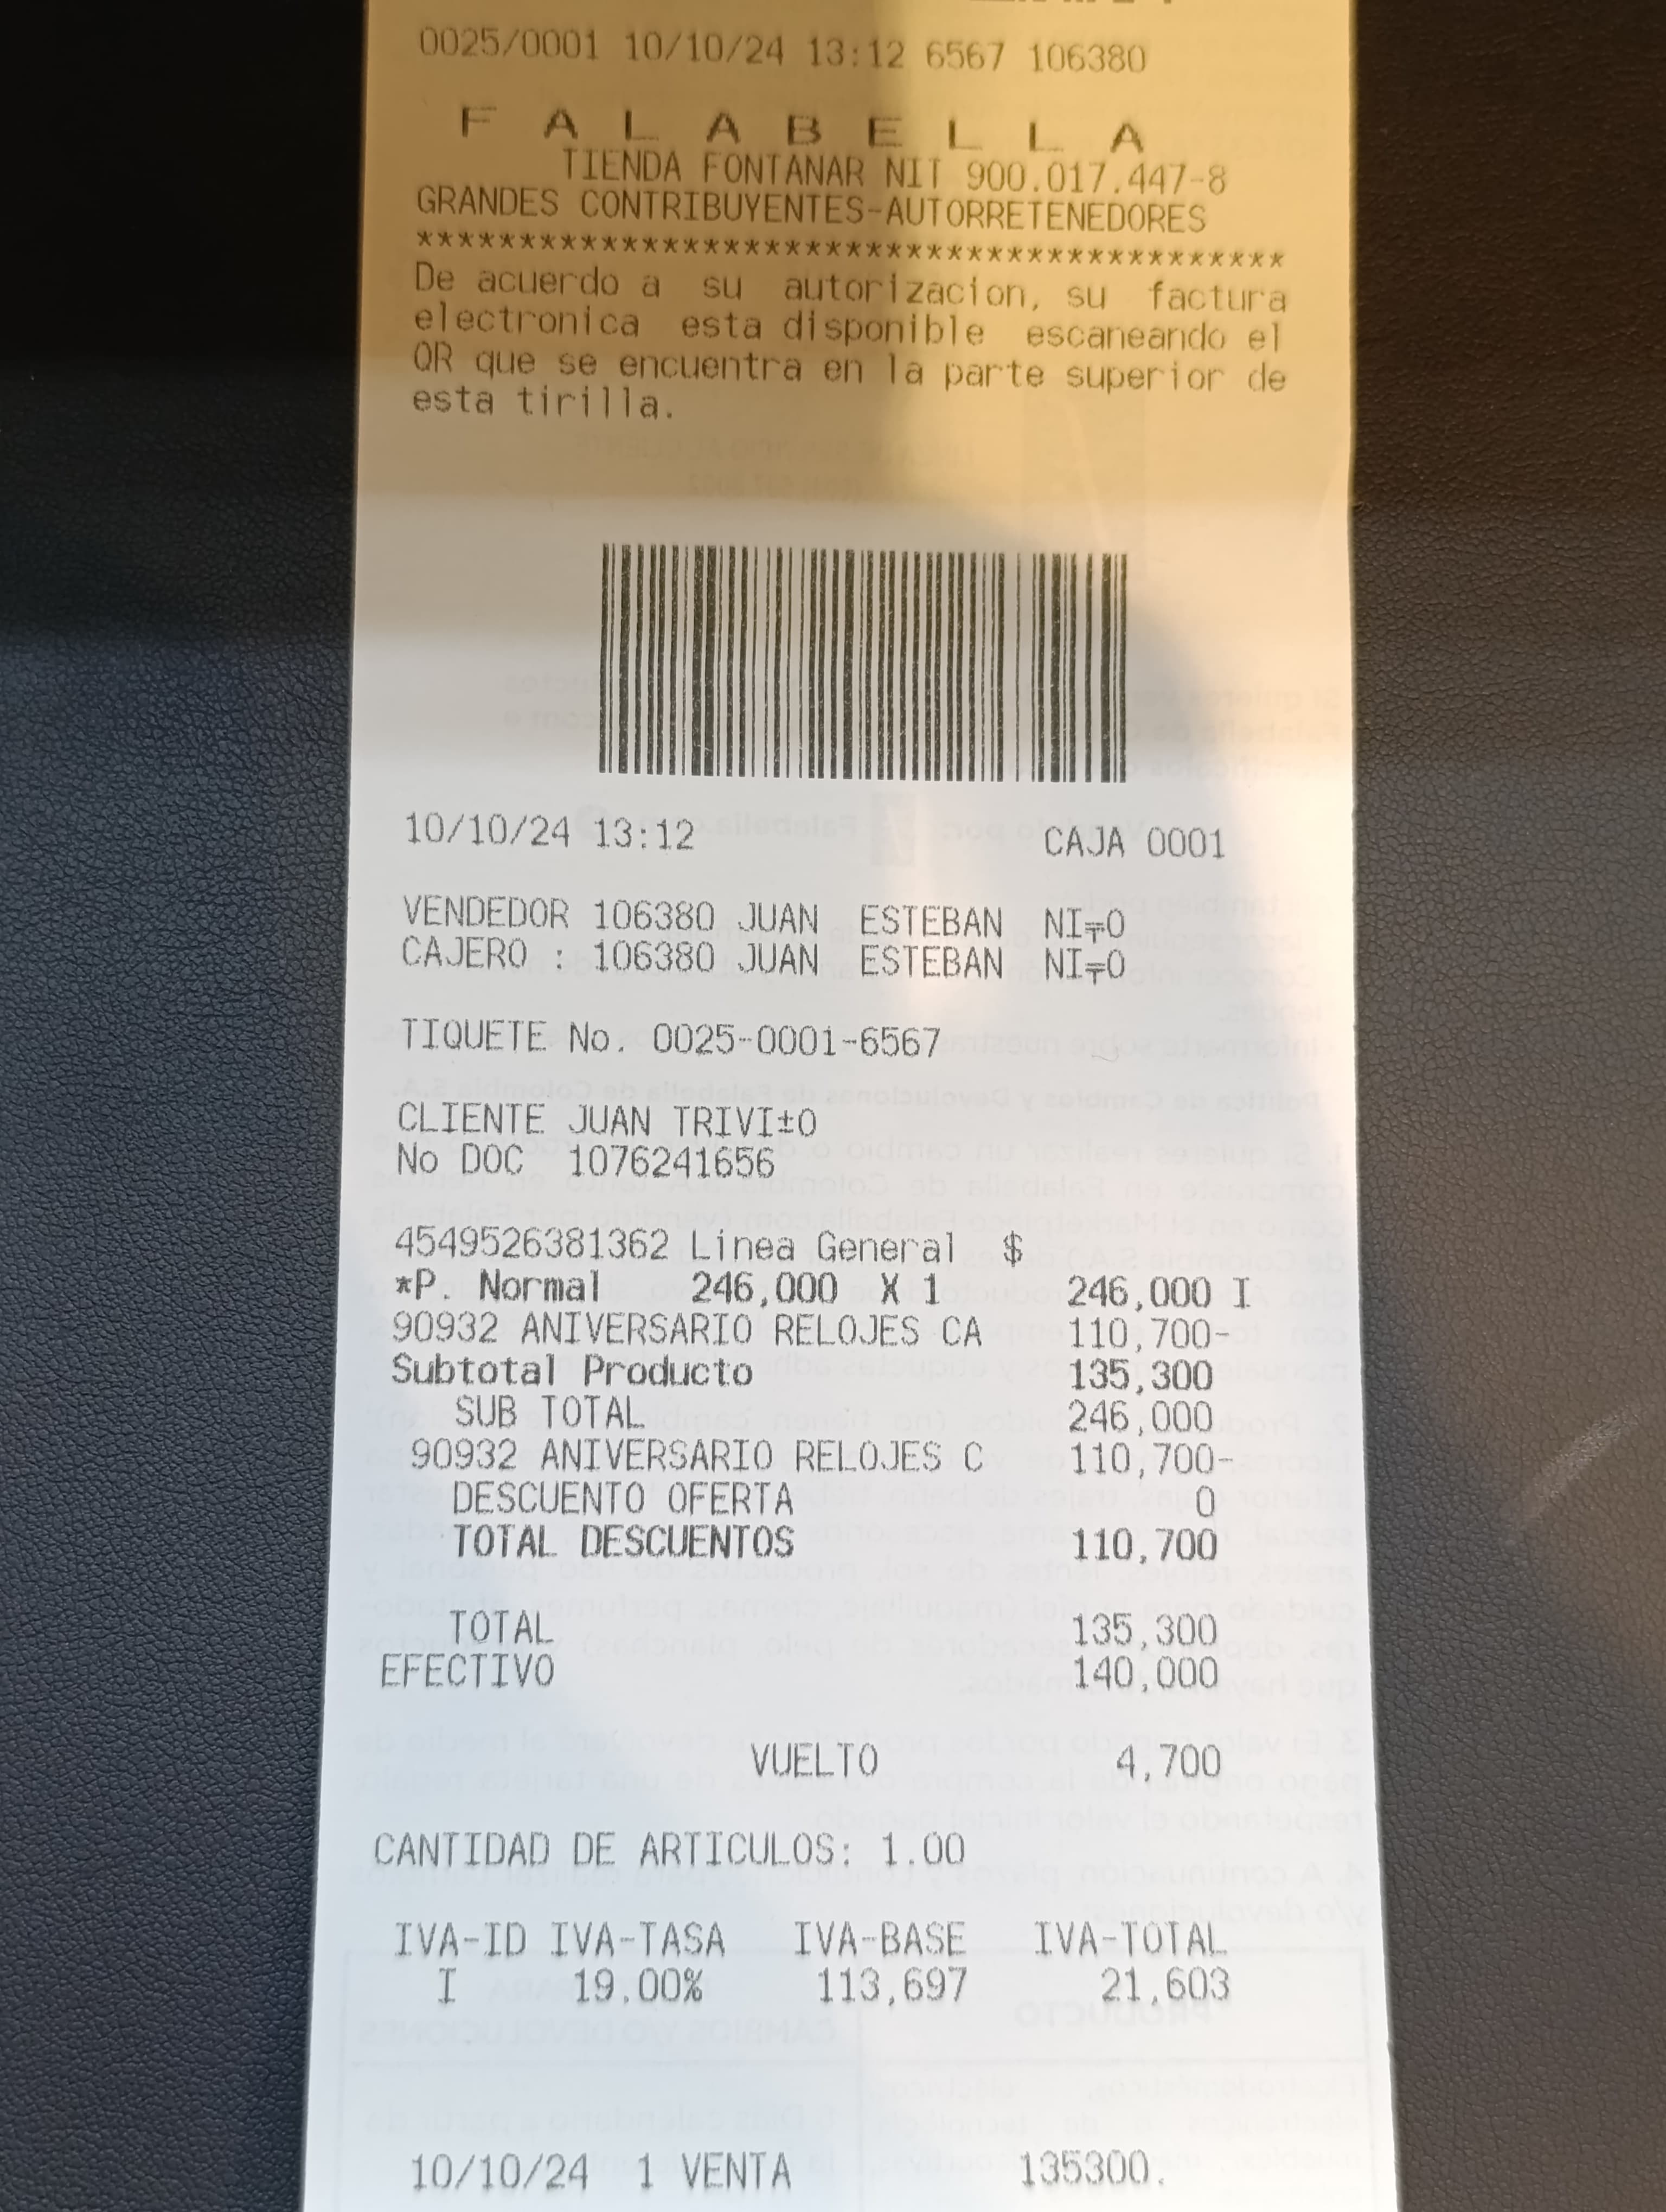 0025/0001 10/10/24 13:12 6567 106380
F A L A B E L L A
TIENDA FONTANAR NIT 900.017.447-8
GRANDES CONTRIBUYENTES-AUTORRETENEDORES
******************************************
De acuerdo a su autorizacion, su factura
electronica esta disponible escaneando el
QR que se encuentra en la parte superior de
esta tirilla.
10/10/24 13:12 CAJA 0001
VENDEDOR 106380 JUAN ESTEBAN NI╤O
CAJERO : 106380 JUAN ESTEBAN NI╤O
TIQUETE No. 0025-0001-6567
CLIENTE JUAN TRIVI±O
No DOC 1076241656
4549526381362 Linea General $
*P. Normal 246,000 X 1 246,000 I
90932 ANIVERSARIO RELOJES CA 110,700-
Subtotal Producto 135,300
SUB TOTAL 246,000
90932 ANIVERSARIO RELOJES C 110,700-
DESCUENTO OFERTA 0
TOTAL DESCUENTOS 110,700
TOTAL 135,300
EFECTIVO 140,000
VUELTO 4,700
CANTIDAD DE ARTICULOS: 1.00
IVA-ID IVA-TASA IVA-BASE IVA-TOTAL
I 19.00% 113,697 21,603
10/10/24 1 VENTA 135300.